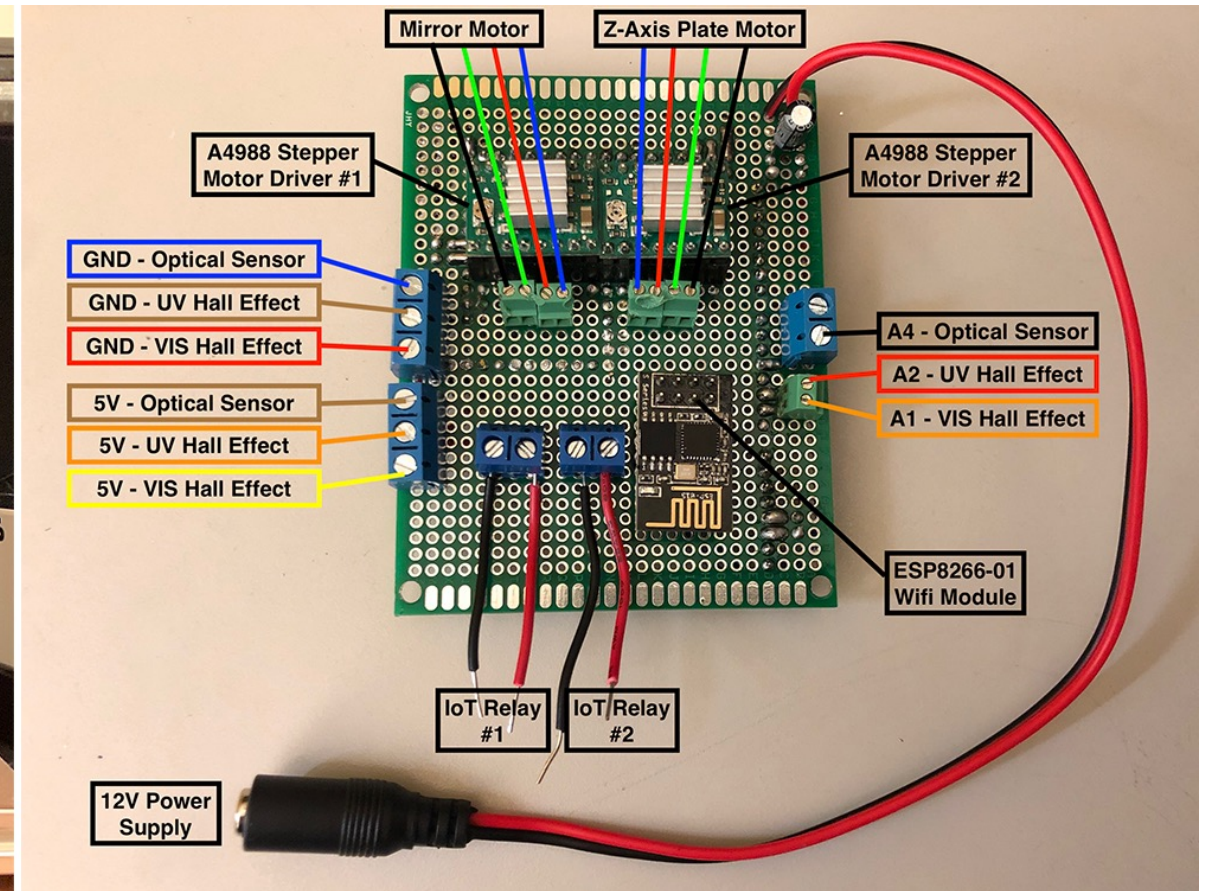 Mirror Motor
Z-Axis Plate Motor
A4988 Stepper
Motor Driver #1
A4988 Stepper
Motor Driver #2
GND - Optical Sensor
GND - UV Hall Effect
GND - VIS Hall Effect
5V - Optical Sensor
5V - UV Hall Effect
5V - VIS Hall Effect
A4 - Optical Sensor
A2 - UV Hall Effect
A1 - VIS Hall Effect
ESP8266-01
Wifi Module
IoT Relay
#1
IoT Relay
#2
12V Power
Supply
JHY